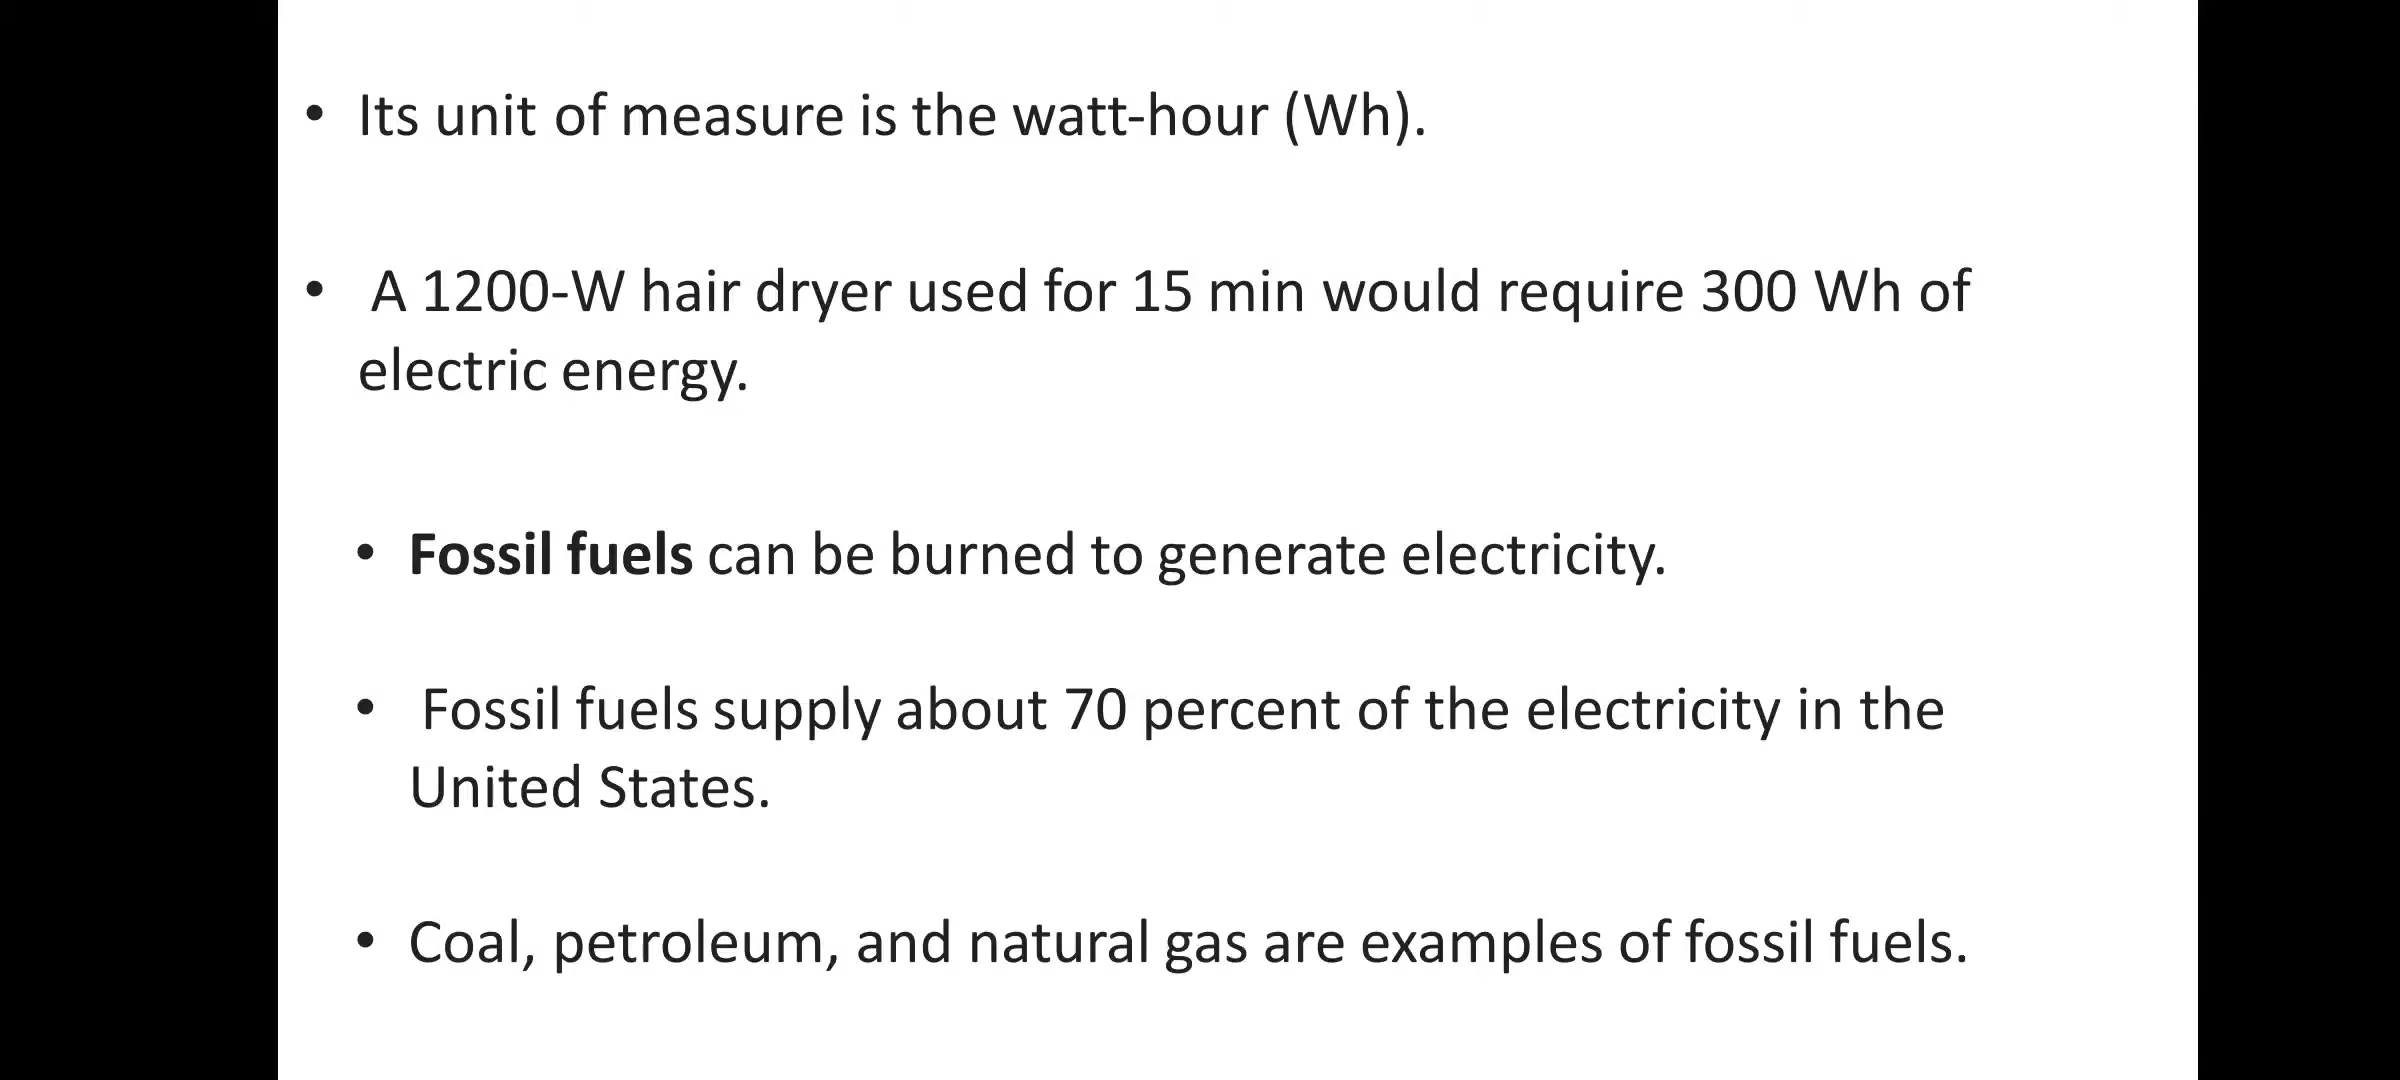 • Its unit of measure is the watt-hour (Wh).
• A 1200-W hair dryer used for 15 min would require 300 Wh of
electric energy.
• Fossil fuels can be burned to generate electricity.
• Fossil fuels supply about 70 percent of the electricity in the
United States.
• Coal, petroleum, and natural gas are examples of fossil fuels.